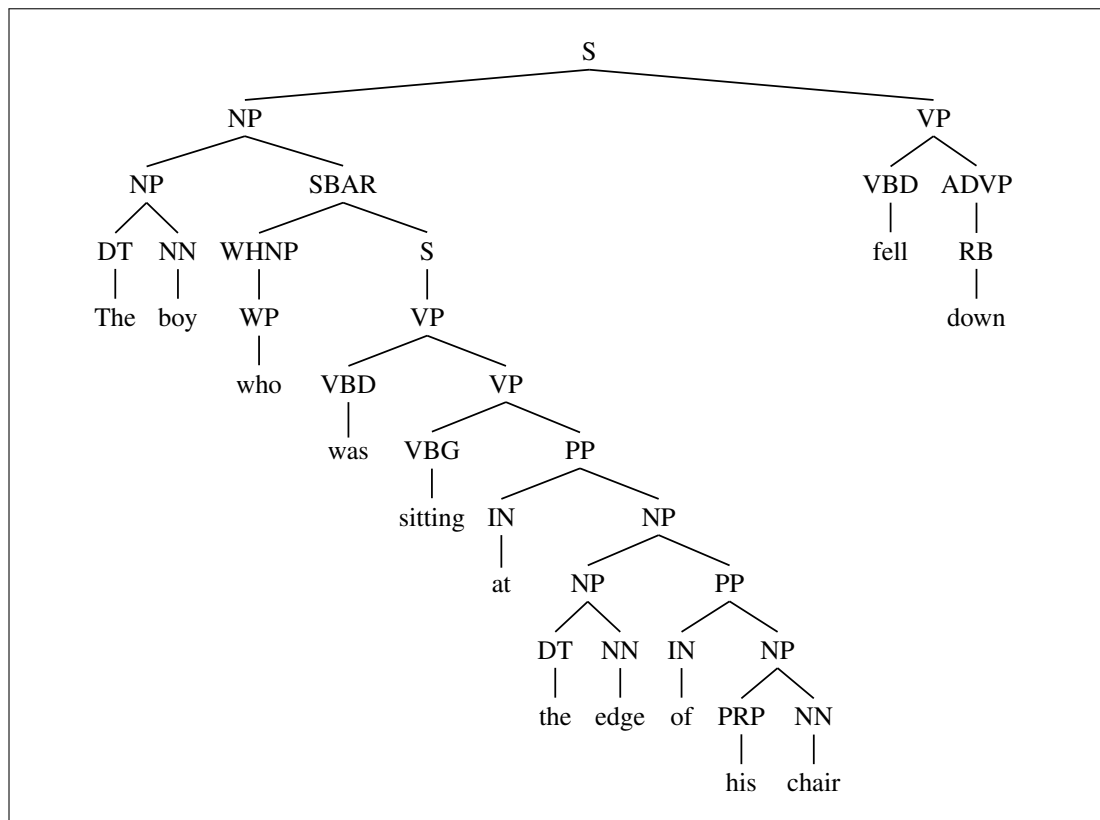 S
NP VP
NP SBAR VBD ADVP
DT NN WHNP S fell RB
The boy WP VP down
who VBD VP
was VBG PP
sitting IN NP
at NP PP
DT NN IN NP
the edge of PRP NN
his chair